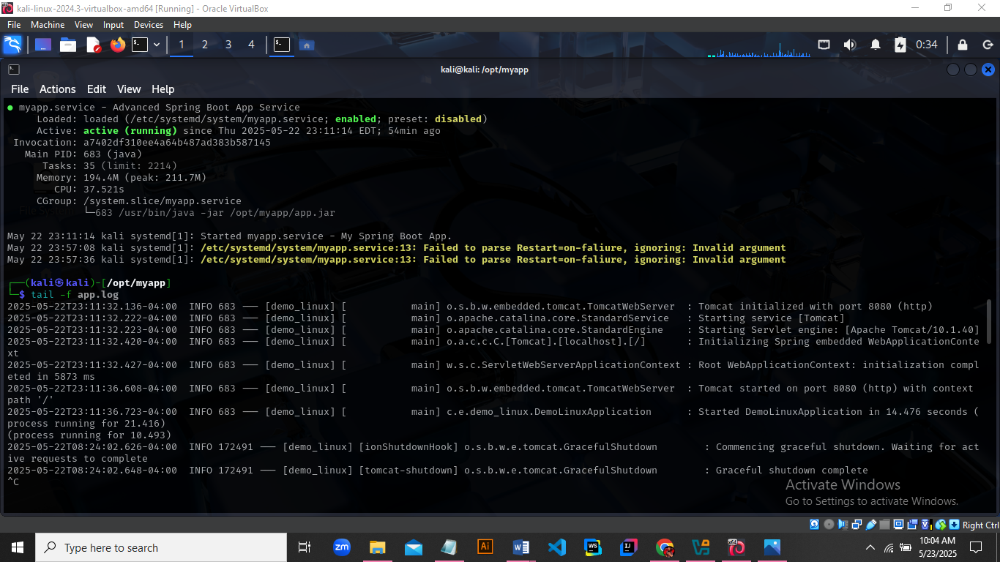 kali-linux-2024.3-virtualbox-amd64 [Running] - Oracle VirtualBox
File Machine View Input Devices Help
1 2 3 4 0:34
kali@kali: /opt/myapp
File Actions Edit View Help
● myapp.service - Advanced Spring Boot App Service
Loaded: loaded (/etc/systemd/system/myapp.service; enabled; preset: disabled)
Active: active (running) since Thu 2025-05-22 23:11:14 EDT; 54min ago
Invocation: a7402df310ee4a64b487ad383b587145
Main PID: 683 (java)
Tasks: 35 (limit: 2214)
Memory: 194.4M (peak: 211.7M)
CPU: 37.521s
CGroup: /system.slice/myapp.service
File System
└─683 /usr/bin/java -jar /opt/myapp/app.jar
May 22 23:11:14 kali systemd[1]: Started myapp.service - My Spring Boot App.
May 22 23:57:08 kali systemd[1]: /etc/systemd/system/myapp.service:13: Failed to parse Restart=on-faliure, ignoring: Invalid argument
May 22 23:57:36 kali systemd[1]: /etc/systemd/system/myapp.service:13: Failed to parse Restart=on-faliure, ignoring: Invalid argument
┌──(kali㉿kali)-[/opt/myapp]
└─$ tail -f app.log
2025-05-22T23:11:32.136-04:00 INFO 683 --- [demo_linux] [ main] o.s.b.w.embedded.tomcat.TomcatWebServer : Tomcat initialized with port 8080 (http)
2025-05-22T23:11:32.222-04:00 INFO 683 --- [demo_linux] [ main] o.apache.catalina.core.StandardService : Starting service [Tomcat]
2025-05-22T23:11:32.223-04:00 INFO 683 --- [demo_linux] [ main] o.apache.catalina.core.StandardEngine : Starting Servlet engine: [Apache Tomcat/10.1.40]
2025-05-22T23:11:32.420-04:00 INFO 683 --- [demo_linux] [ main] o.a.c.c.C.[Tomcat].[localhost].[/] : Initializing Spring embedded WebApplicationConte
xt
2025-05-22T23:11:32.427-04:00 INFO 683 --- [demo_linux] [ main] w.s.c.ServletWebServerApplicationContext : Root WebApplicationContext: initialization compl
eted in 5873 ms
2025-05-22T23:11:36.608-04:00 INFO 683 --- [demo_linux] [ main] o.s.b.w.embedded.tomcat.TomcatWebServer : Tomcat started on port 8080 (http) with context
path '/'
2025-05-22T23:11:36.723-04:00 INFO 683 --- [demo_linux] [ main] c.e.demo_linux.DemoLinuxApplication : Started DemoLinuxApplication in 14.476 seconds (
process running for 21.416)
(process running for 10.493)
2025-05-22T08:24:02.626-04:00 INFO 172491 --- [demo_linux] [ionShutdownHook] o.s.b.w.e.tomcat.GracefulShutdown : Commencing graceful shutdown. Waiting for act
ive requests to complete
2025-05-22T08:24:02.648-04:00 INFO 172491 --- [demo_linux] [tomcat-shutdown] o.s.b.w.e.tomcat.GracefulShutdown : Graceful shutdown complete
^C
Activate Windows
Go to Settings to activate Windows.
Right Ctrl
Type here to search
zm
Ai
W
WS
IJ
x64
10:04 AM
5/23/2025